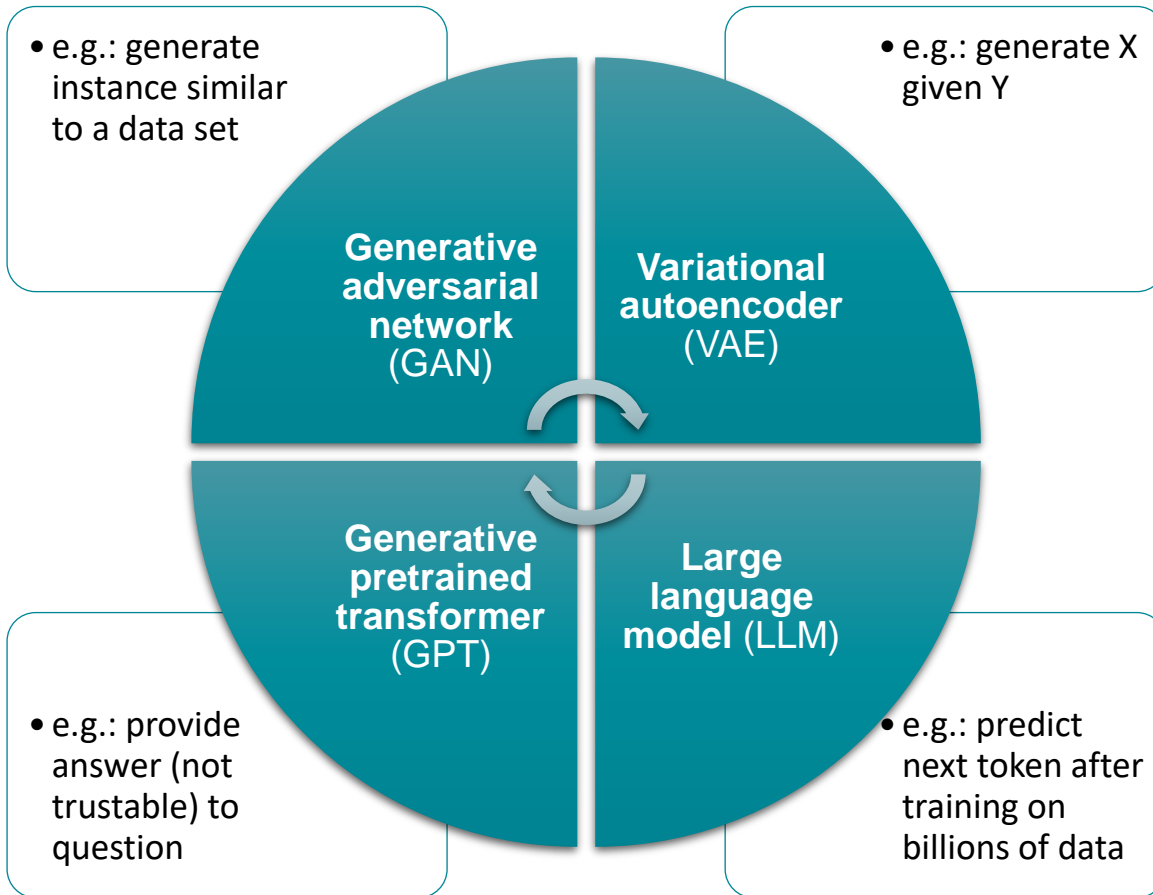 • e.g.: generate
instance similar
to a data set
• e.g.: generate X
given Y
Generative
adversarial
network
(GAN)
Variational
autoencoder
(VAE)
Generative
pretrained
transformer
(GPT)
Large
language
model (LLM)
• e.g.: provide
answer (not
trustable) to
question
• e.g.: predict
next token after
training on
billions of data